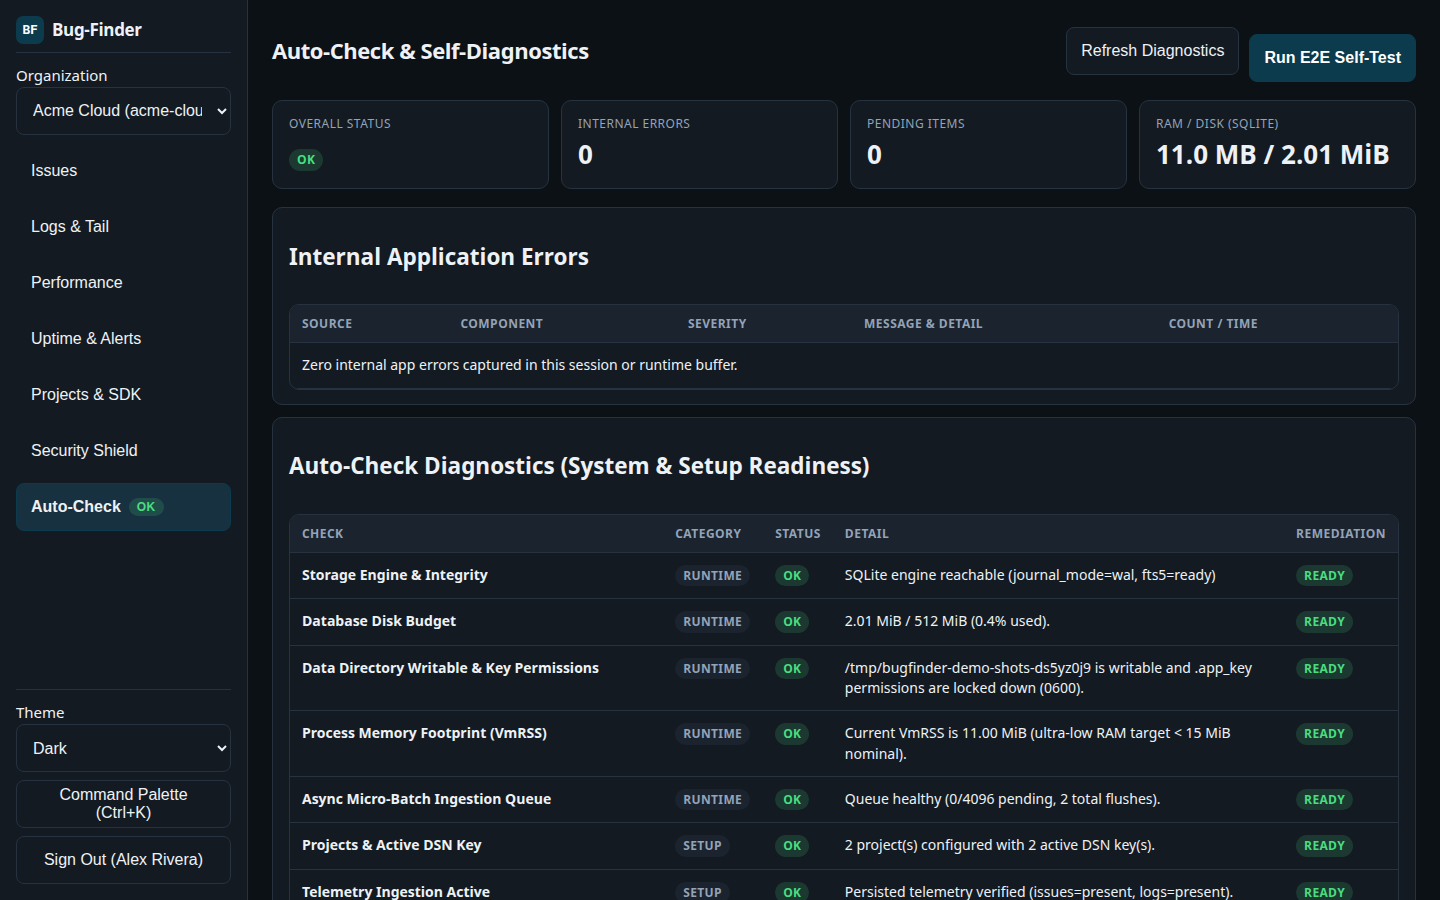 BF Bug-Finder
Organization
Acme Cloud (acme-clou
Issues
Logs & Tail
Performance
Uptime & Alerts
Projects & SDK
Security Shield
Auto-Check OK
Theme
Dark
Command Palette
(Ctrl+K)
Sign Out (Alex Rivera)
Auto-Check & Self-Diagnostics
Refresh Diagnostics
Run E2E Self-Test
OVERALL STATUS
OK
INTERNAL ERRORS
0
PENDING ITEMS
0
RAM / DISK (SQLITE)
11.0 MB / 2.01 MiB
Internal Application Errors
SOURCE COMPONENT SEVERITY MESSAGE & DETAIL COUNT / TIME
Zero internal app errors captured in this session or runtime buffer.
Auto-Check Diagnostics (System & Setup Readiness)
CHECK CATEGORY STATUS DETAIL REMEDIATION
Storage Engine & Integrity RUNTIME OK SQLite engine reachable (journal_mode=wal, fts5=ready) READY
Database Disk Budget RUNTIME OK 2.01 MiB / 512 MiB (0.4% used). READY
Data Directory Writable & Key Permissions RUNTIME OK /tmp/bugfinder-demo-shots-ds5yz0j9 is writable and .app_key READY
permissions are locked down (0600).
Process Memory Footprint (VmRSS) RUNTIME OK Current VmRSS is 11.00 MiB (ultra-low RAM target < 15 MiB READY
nominal).
Async Micro-Batch Ingestion Queue RUNTIME OK Queue healthy (0/4096 pending, 2 total flushes). READY
Projects & Active DSN Key SETUP OK 2 project(s) configured with 2 active DSN key(s). READY
Telemetry Ingestion Active SETUP OK Persisted telemetry verified (issues=present, logs=present). READY